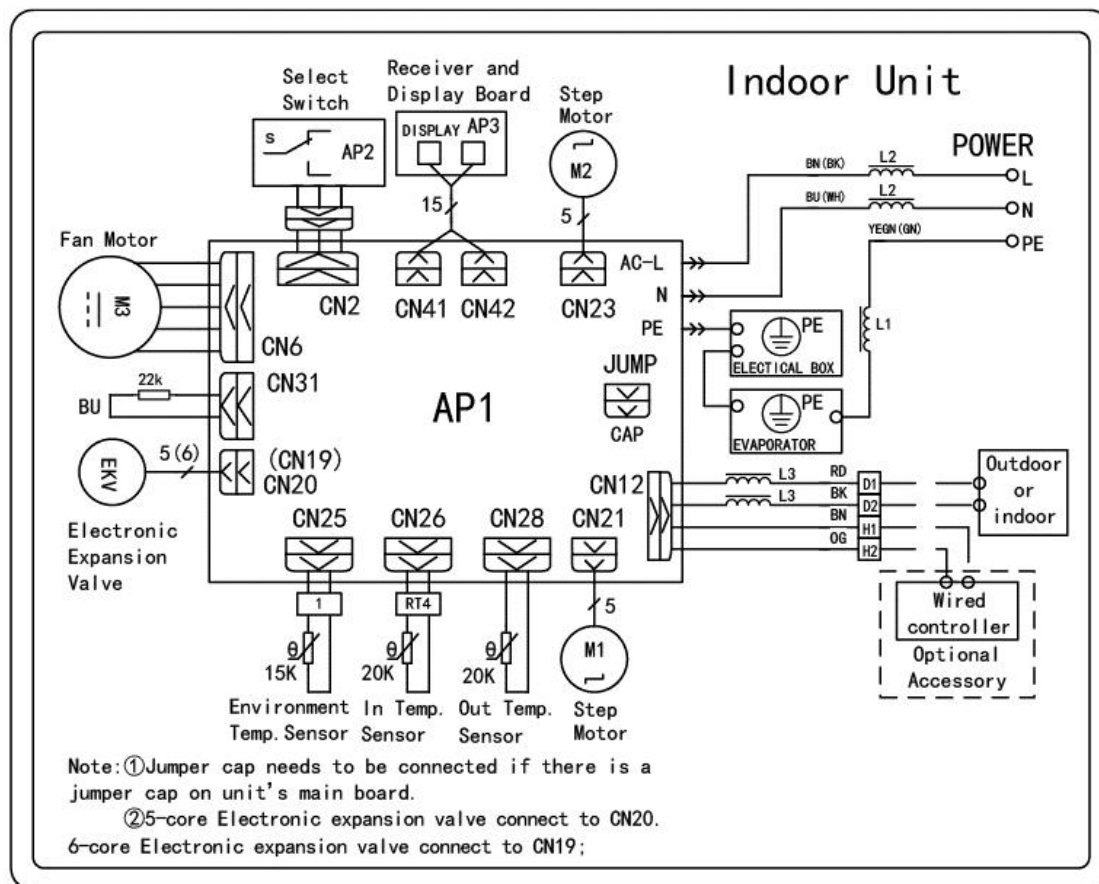 Indoor Unit
Select
Switch
S
AP2
Receiver and
Display Board
DISPLAY AP3
15
Step
Motor
M2
5
POWER
BN(BK)
L2
L
BU(WH)
L2
N
YEGN(GN)
PE
Fan Motor
M3
CN6
CN2
CN41
CN42
CN23
AC-L
N
PE
PE
ELECTICAL BOX
L1
PE
EVAPORATOR
JUMP
CAP
AP1
22k
BU
CN31
EKV
5(6)
(CN19)
CN20
Electronic
Expansion
Valve
CN25
CN26
CN28
CN21
CN12
L3
RD
D1
L3
BK
D2
BN
H1
OG
H2
Outdoor
or
indoor
Wired
controller
Optional
Accessory
1
RT4
5
θ
15K
θ
20K
θ
20K
M1
Environment
Temp. Sensor
In Temp.
Sensor
Out Temp.
Sensor
Step
Motor
Note:①Jumper cap needs to be connected if there is a
jumper cap on unit's main board.
②5-core Electronic expansion valve connect to CN20.
6-core Electronic expansion valve connect to CN19;